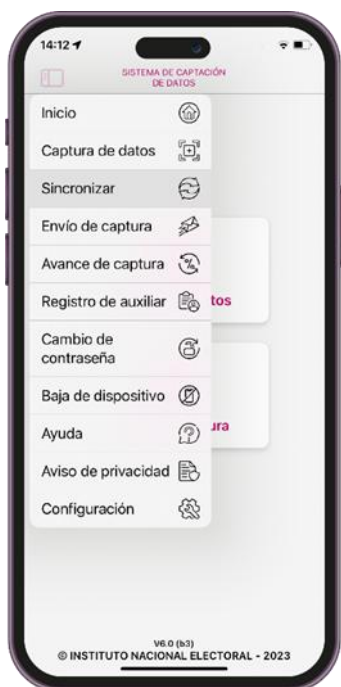 14:12
SISTEMA DE CAPTACIÓN
DE DATOS
Inicio
Captura de datos
Sincronizar
Envío de captura
Avance de captura
Registro de auxiliar
tos
Cambio de
contraseña
Baja de dispositivo
Ayuda
ura
Aviso de privacidad
Configuración
V6.0 (b3)
© INSTITUTO NACIONAL ELECTORAL - 2023